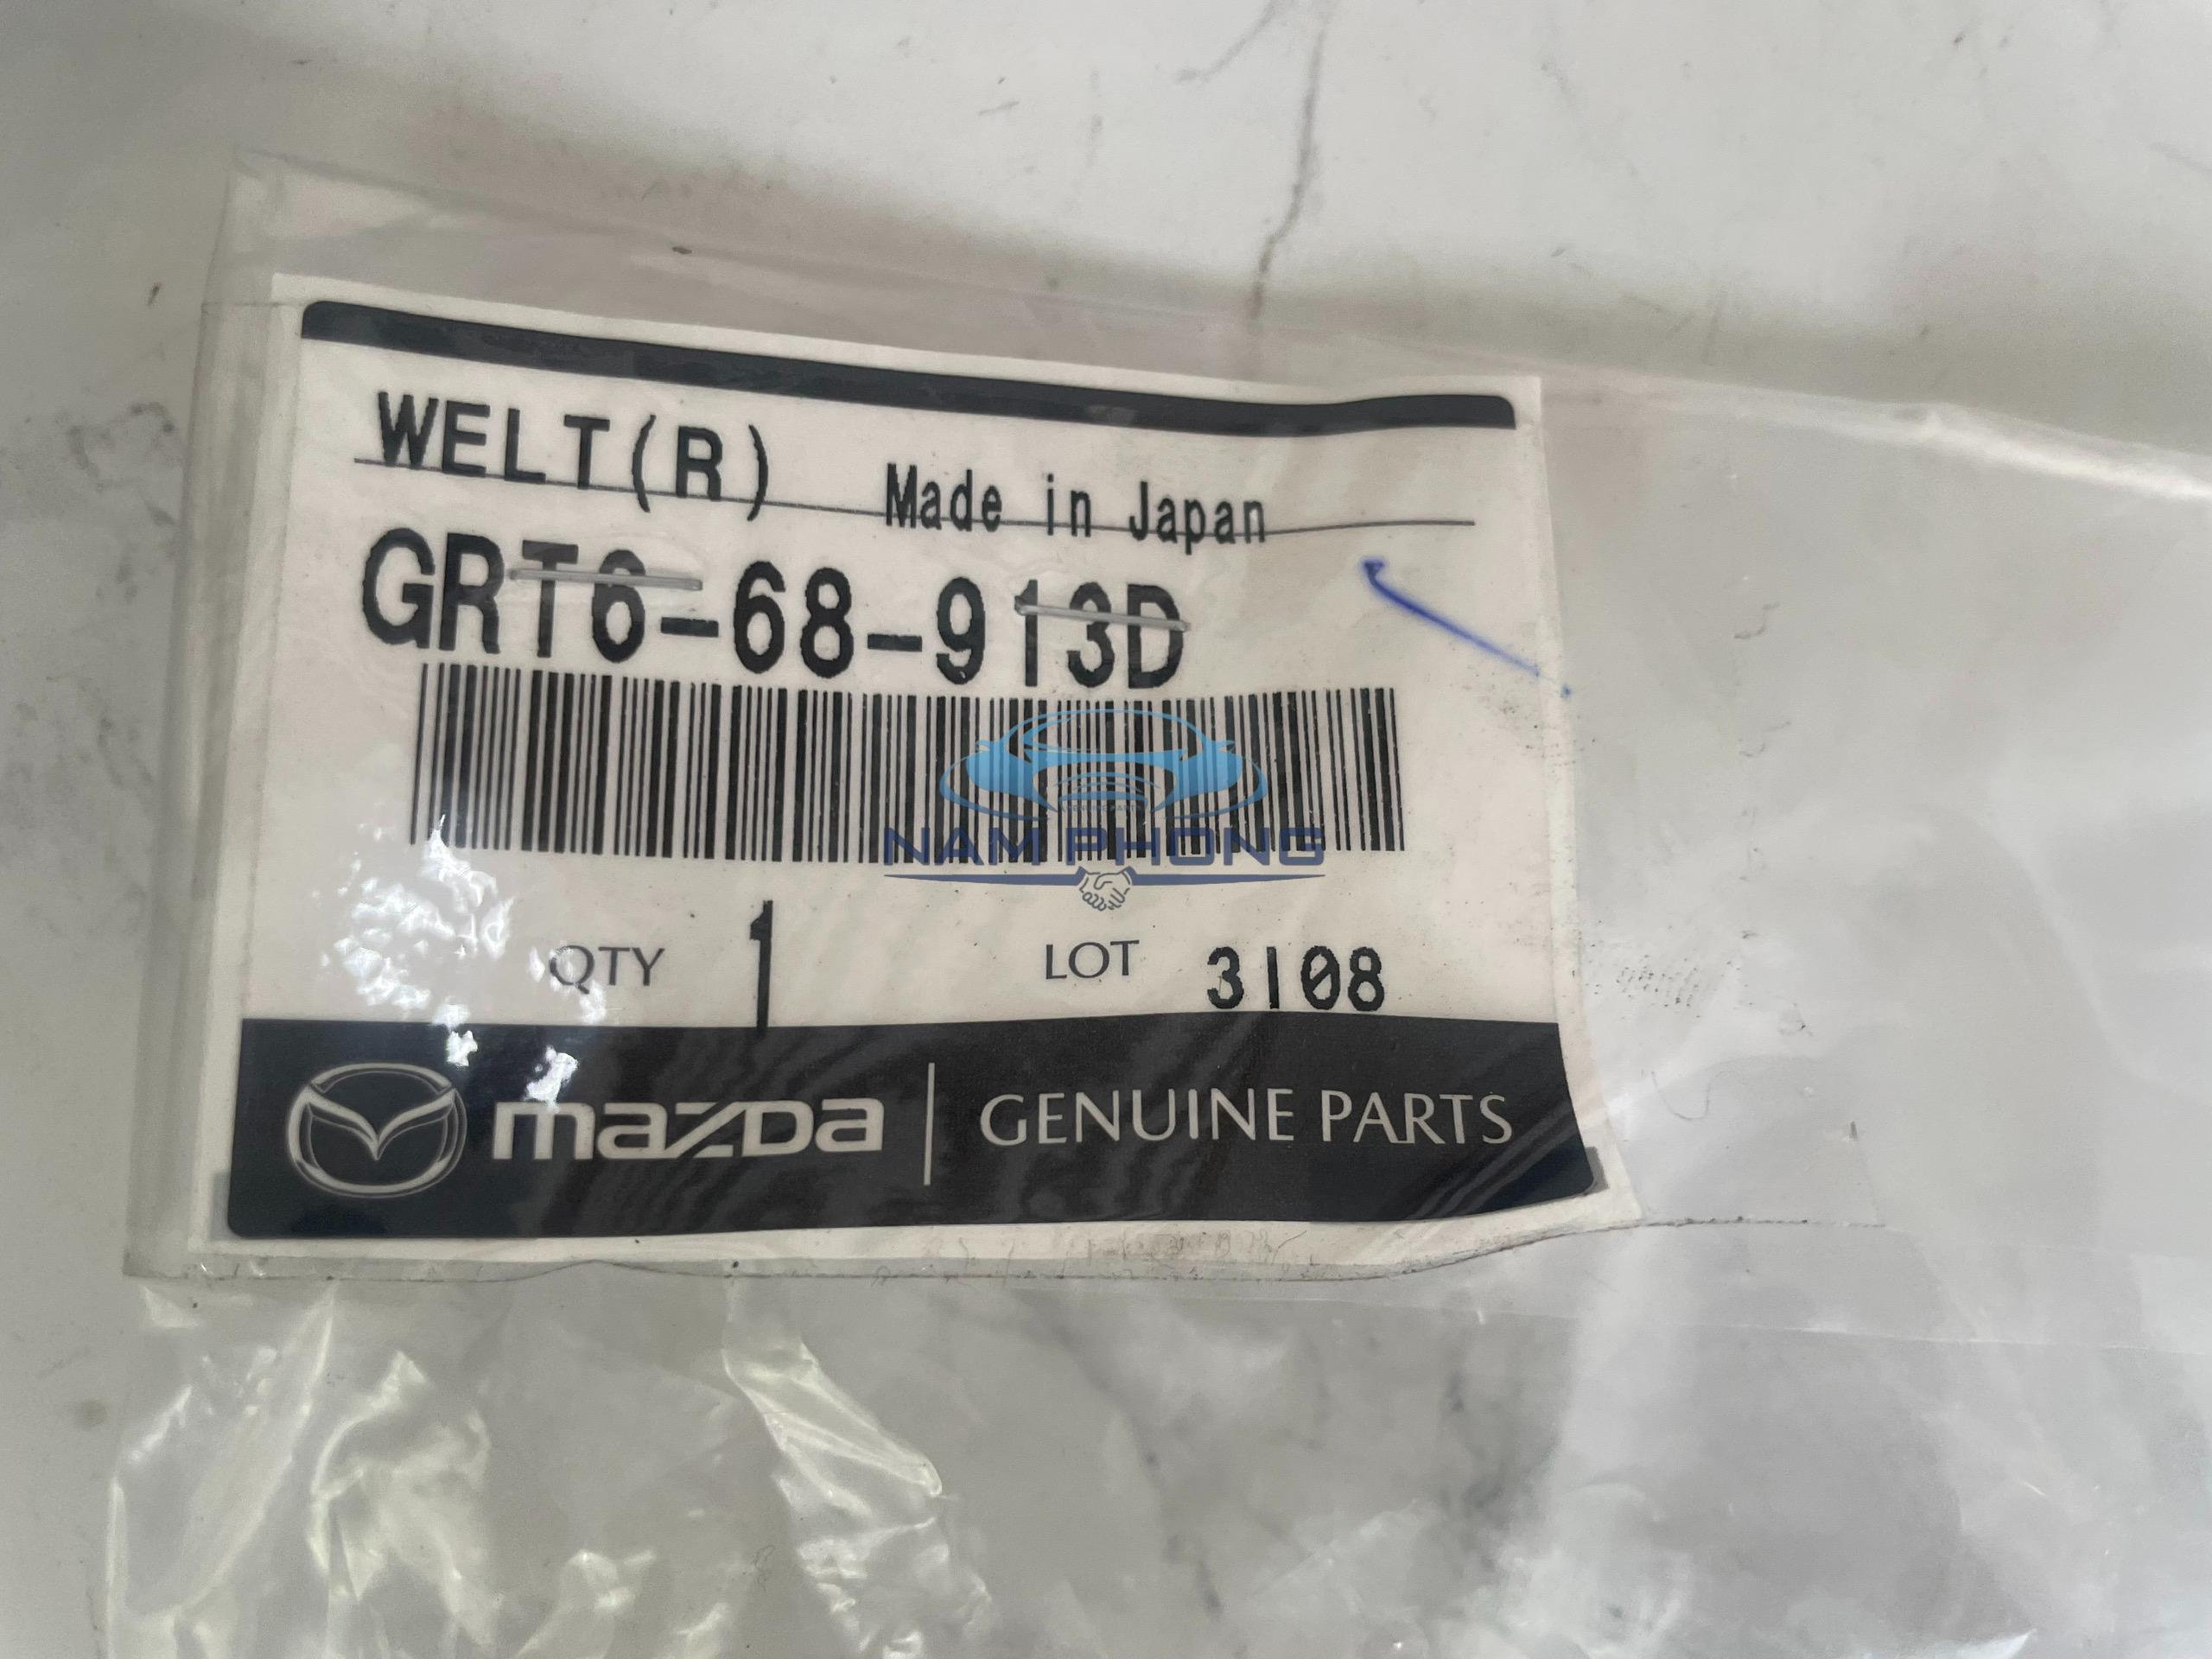 WELT(R) Made in Japan
GRT6-68-913D
NAM PHONG
QTY 1 LOT 3108
mazda GENUINE PARTS